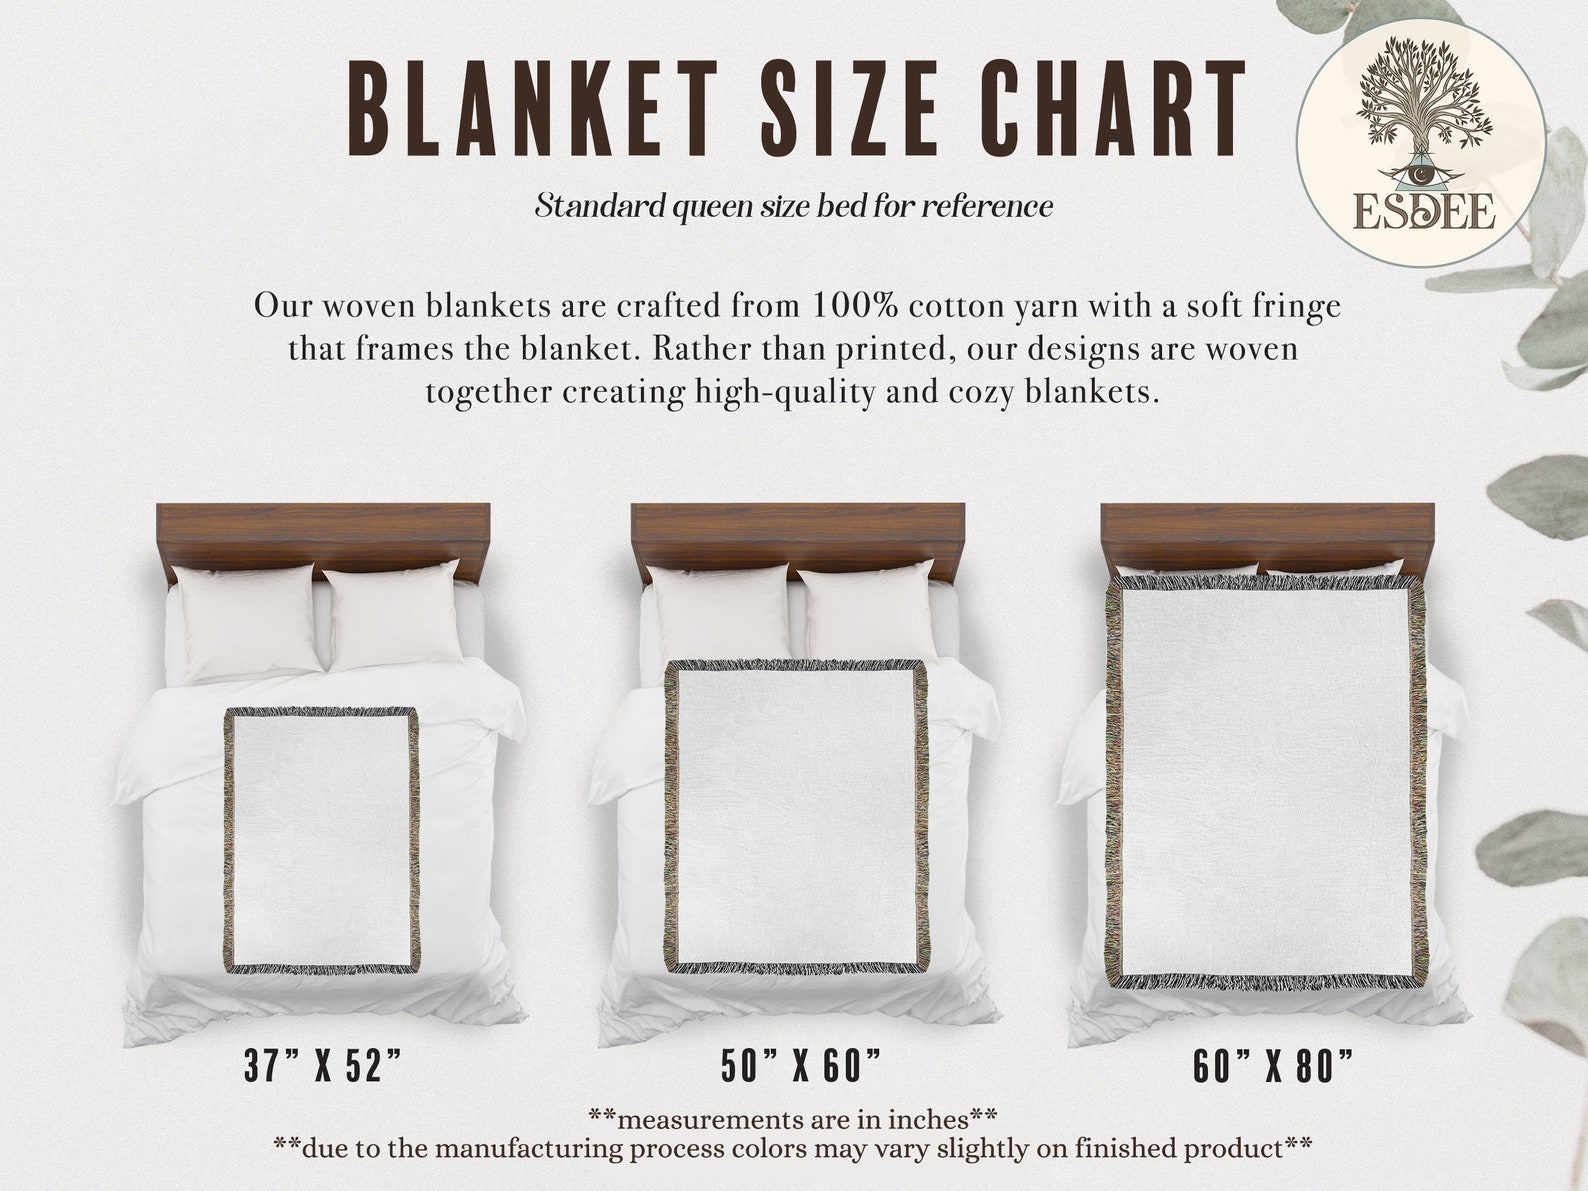 BLANKET SIZE CHART
Standard queen size bed for reference
ESDEE
Our woven blankets are crafted from 100% cotton yarn with a soft fringe
that frames the blanket. Rather than printed, our designs are woven
together creating high-quality and cozy blankets.
37” X 52”
50” X 60”
60” X 80”
**measurements are in inches**
**due to the manufacturing process colors may vary slightly on finished product**